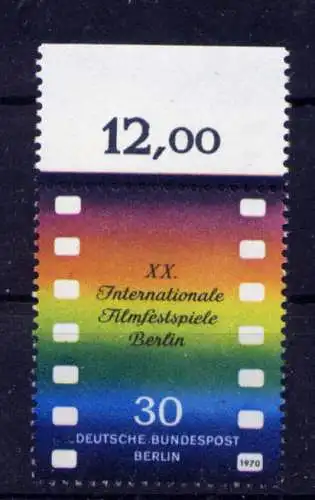 12,00
XX.
Internationale
Filmfestspiele
Berlin
30
DEUTSCHE BUNDESPOST
BERLIN
1970